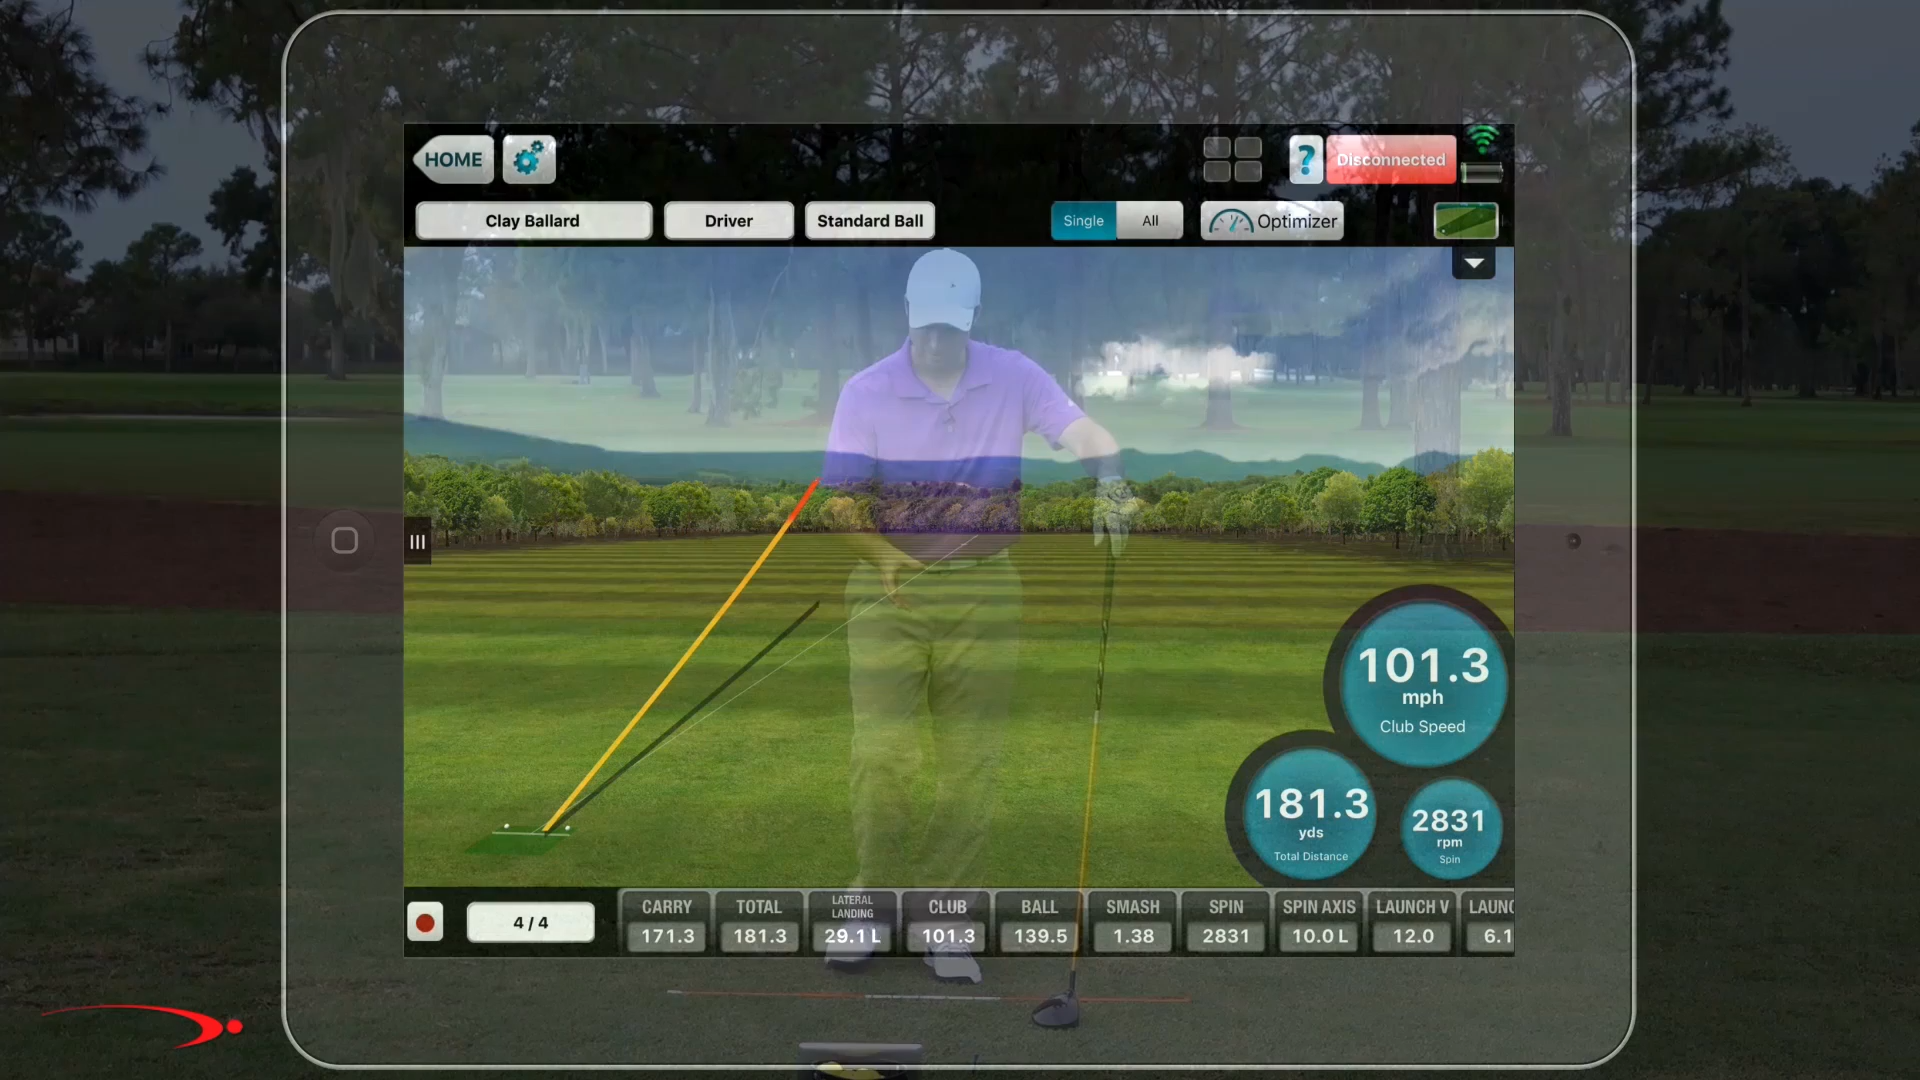 HOME
?
Disconnected
Clay Ballard
Driver
Standard Ball
Single
All
Optimizer
101.3
mph
Club Speed
181.3
yds
Total Distance
2831
rpm
Spin
4 / 4
CARRY
171.3
TOTAL
181.3
LATERAL
LANDING
29.1 L
CLUB
101.3
BALL
139.5
SMASH
1.38
SPIN
2831
SPIN AXIS
10.0 L
LAUNCH V
12.0
LAUNC
6.1